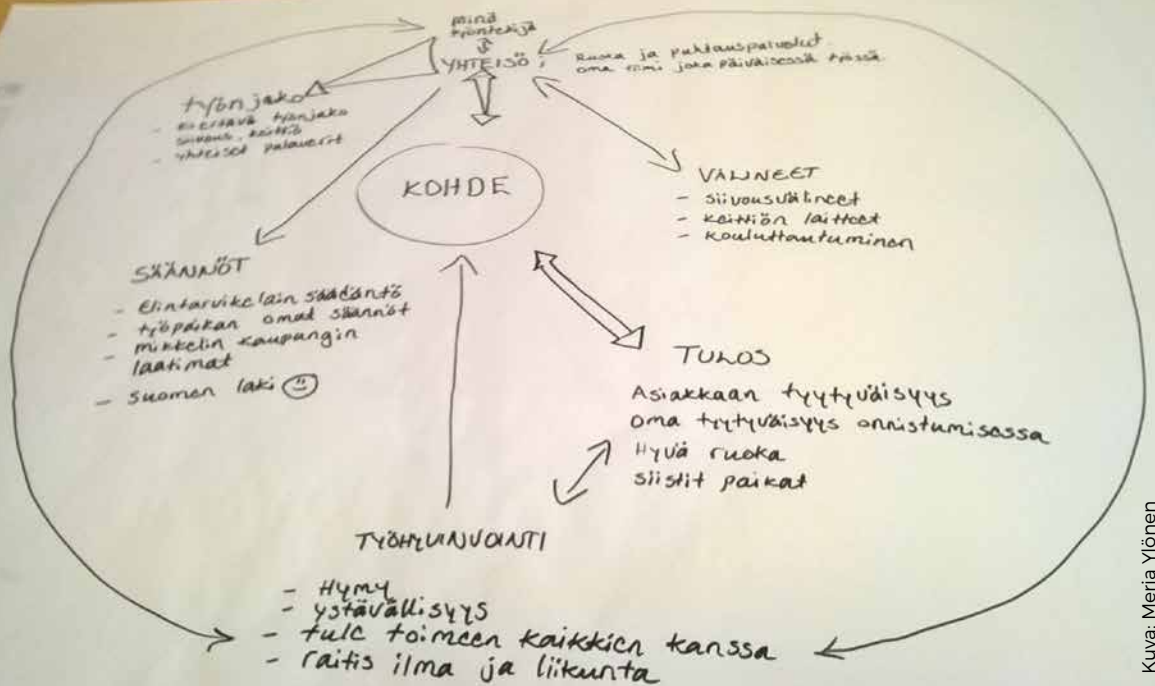 minä
työntekijä
YHTEISÖ;
Ruoka ja puhtauspalvelut.
oma tiimi joka päiväisessä työssä
työnjako
- kiertävä työnjako
siivous, keittiö
- yhteiset palaverit
KOHDE
VÄLINEET
- siivousvälineet
- keittiön laitteet
- kouluttautuminen
SÄÄNNÖT
- Elintarvikelain säädäntö
- työpaikan omat säännöt
- mikkelin kaupungin
laatimat
- suomen laki
TULOS
Asiakkaan tyytyväisyys
oma tyytyväisyys onnistumisessa
Hyvä ruoka
siistit paikat
TYÖHYVINVOINTI
- Hymy
- ystävällisyys
- tule toimeen kaikkien kanssa
- raitis ilma ja liikunta
Kuva: Merja Ylönen